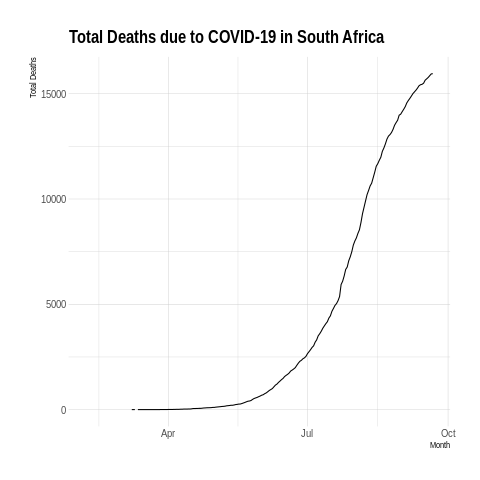 Total Deaths due to COVID-19 in South Africa
Total Deaths
15000
10000
5000
0
Apr Jul Oct
Month